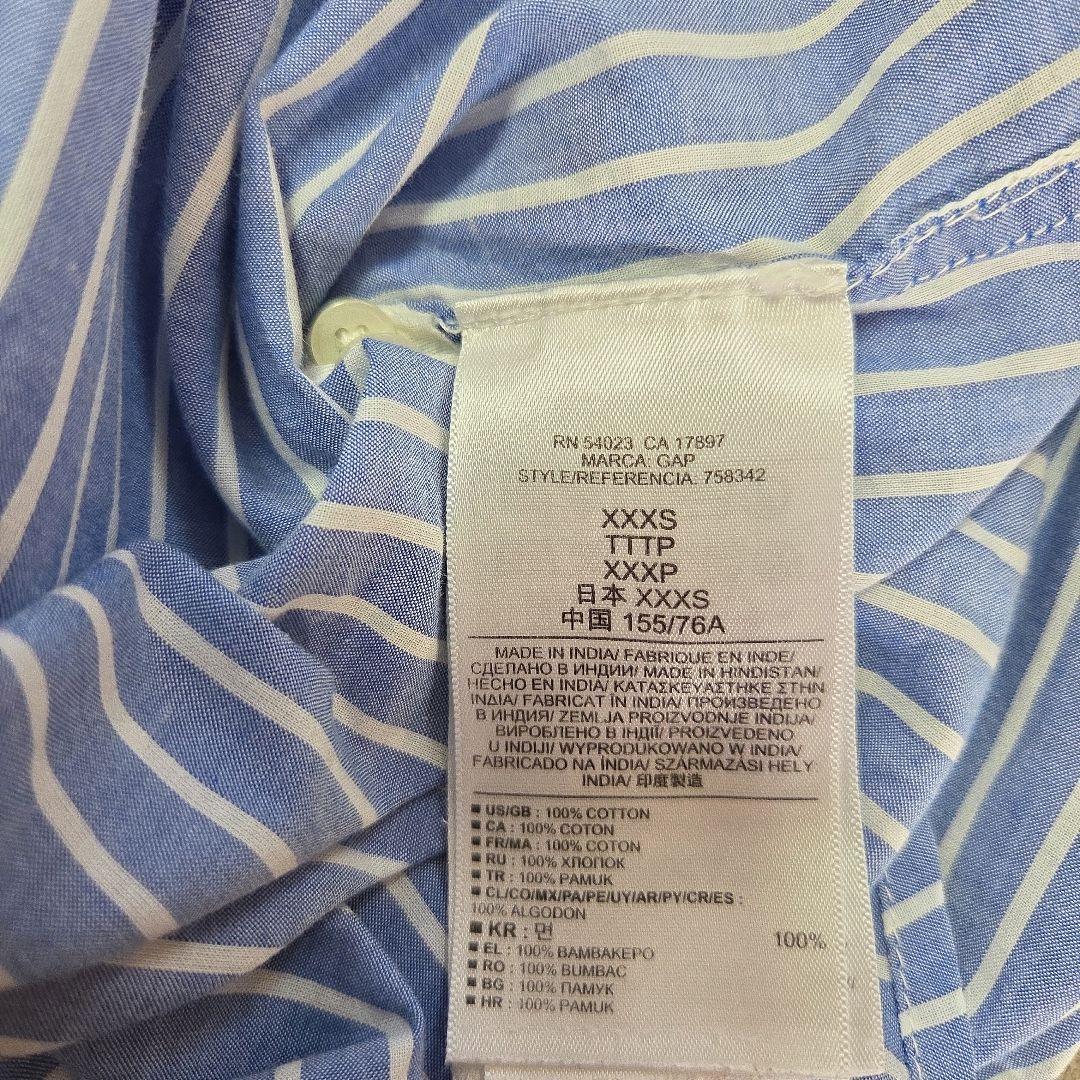 RN 54023 CA 17897
MARCA: GAP
STYLE/REFERENCIA: 758342
XXXS
TTTP
XXXP
日本 XXXS
中国 155/76A
MADE IN INDIA/ FABRIQUE EN INDE/
СДЕЛАНО В ИНДИИ/ MADE IN HINDISTAN/
HECHO EN INDIA/ ΚΑΤΑΣΚΕΥΑΣΤΗΚΕ ΣΤΗΝ
ΙΝΔΙΑ/ FABRICAT ÎN INDIA/ ПРОИЗВЕДЕНО
В ИНДИЯ/ ZEMLJA PROIZVODNJE INDIJA/
ВИРОБЛЕНО В ІНДІЇ/ PROIZVEDENO
U INDIJI/ WYPRODUKOWANO W INDIA/
FABRICADO NA ÍNDIA/ SZÁRMAZÁSI HELY:
INDIA/ 印度製造
■ US/GB : 100% COTTON
■ CA : 100% COTON
■ FR/MA : 100% COTON
■ RU : 100% ХЛОПОК
■ TR : 100% PAMUK
■ CL/CO/MX/PA/PE/UY/AR/PY/CR/ES :
100% ALGODON
■ KR : 면 100%
■ EL : 100% ΒΑΜΒΑΚΕΡΟ
■ RO : 100% BUMBAC
■ BG : 100% ПАМУК
■ HR : 100% PAMUK